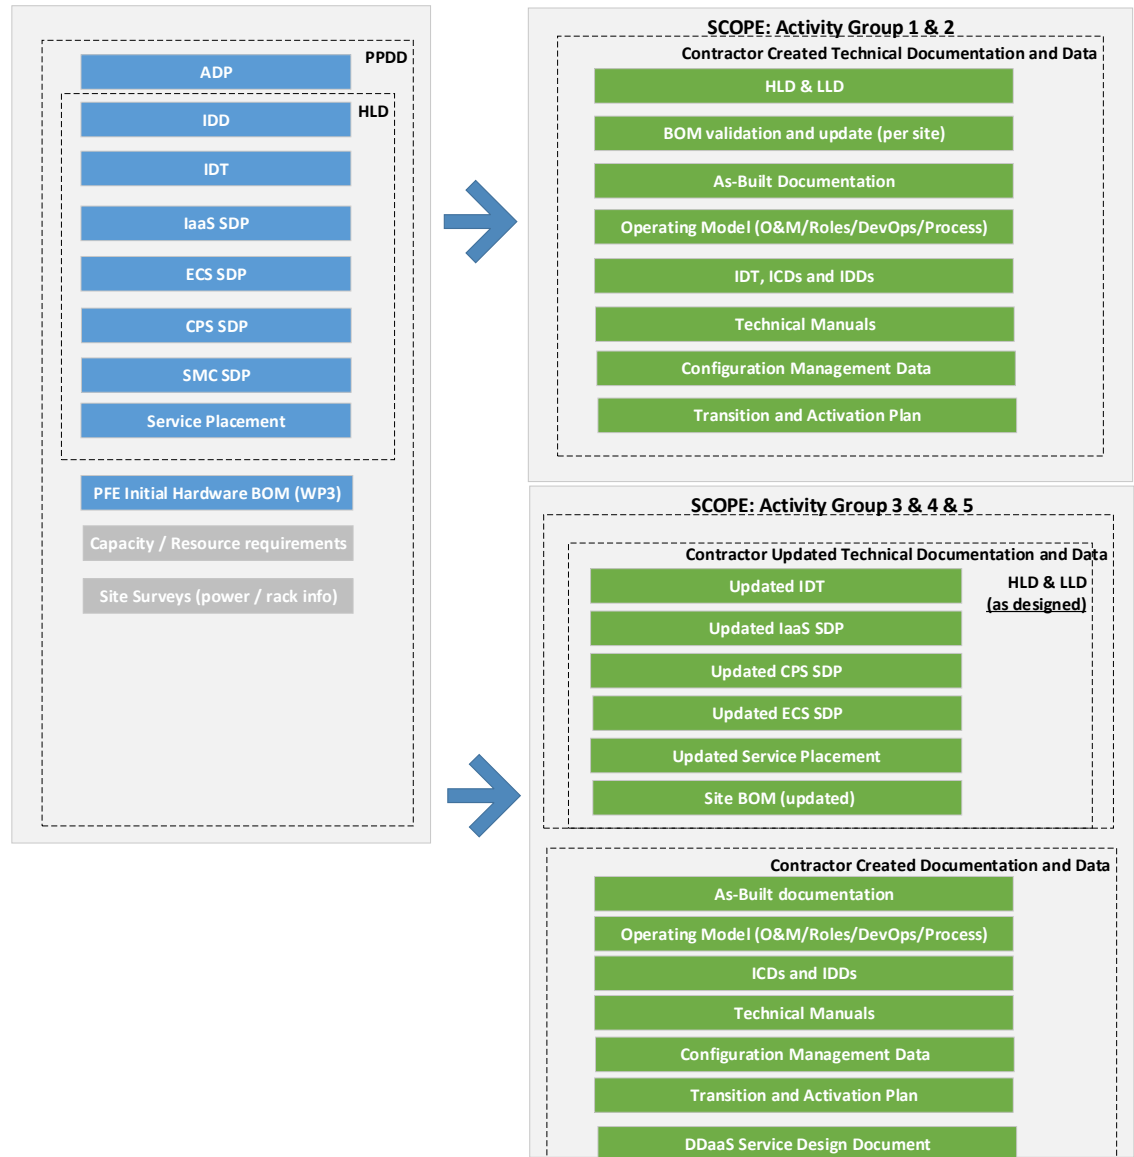 PPDD
ADP
HLD
IDD
IDT
IaaS SDP
ECS SDP
CPS SDP
SMC SDP
Service Placement
PFE Initial Hardware BOM (WP3)
Capacity / Resource requirements
Site Surveys (power / rack info)
SCOPE: Activity Group 1 & 2
Contractor Created Technical Documentation and Data
HLD & LLD
BOM validation and update (per site)
As-Built Documentation
Operating Model (O&M/Roles/DevOps/Process)
IDT, ICDs and IDDs
Technical Manuals
Configuration Management Data
Transition and Activation Plan
SCOPE: Activity Group 3 & 4 & 5
Contractor Updated Technical Documentation and Data
HLD & LLD
(as designed)
Updated IDT
Updated IaaS SDP
Updated CPS SDP
Updated ECS SDP
Updated Service Placement
Site BOM (updated)
Contractor Created Documentation and Data
As-Built documentation
Operating Model (O&M/Roles/DevOps/Process)
ICDs and IDDs
Technical Manuals
Configuration Management Data
Transition and Activation Plan
DDaaS Service Design Document